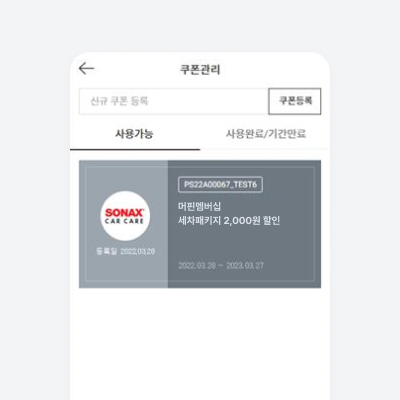 쿠폰관리
신규 쿠폰 등록
쿠폰등록
사용가능
사용완료/기간만료
PS22A00067_TEST6
머핀멤버십
세차패키지 2,000원 할인
SONAX
CAR CARE
등록일 2022.03.28
2022.03.28 ~ 2023.03.27